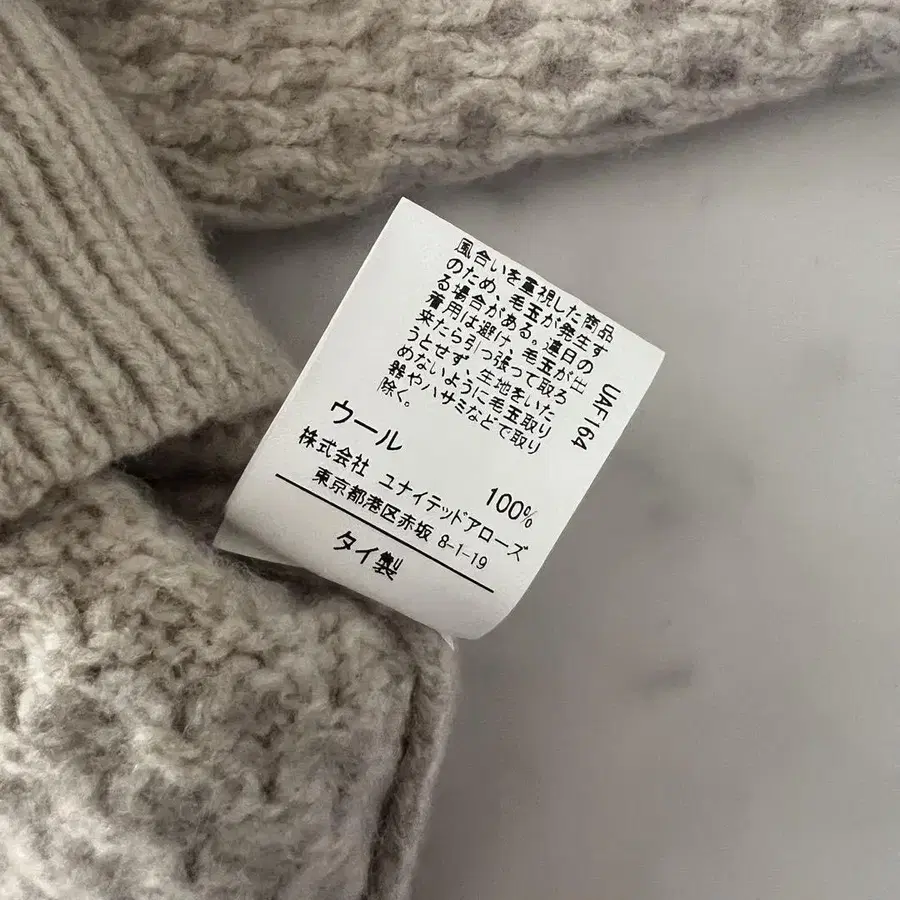 風合いを重視した商品
のため、毛玉が発生す
る場合がある。連日の
着用は避け、毛玉が出
来たら引っ張って取ろ
うとせず、生地をいた
めないように毛玉取り
器やハサミなどで取り
除く。
UAF-164
ウール 100%
株式会社 ユナイテッドアローズ
東京都港区赤坂 8-1-19
タイ製